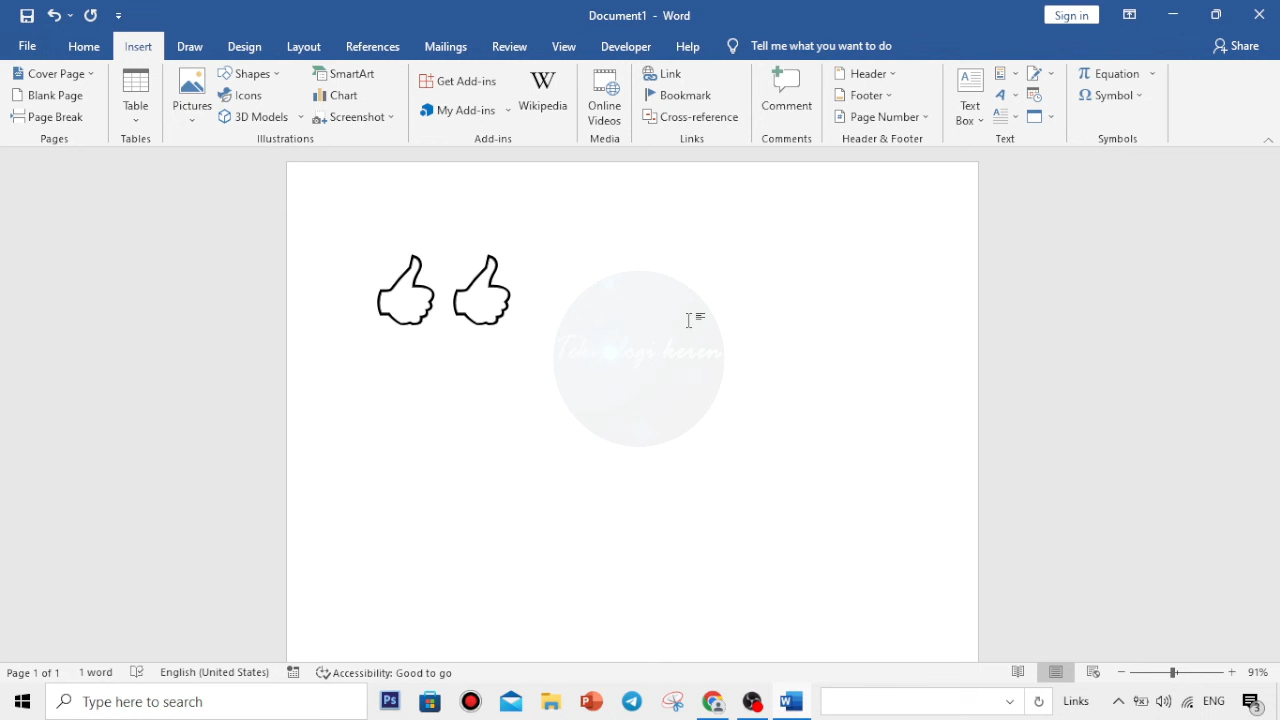 Document1 - Word
Sign in
File Home Insert Draw Design Layout References Mailings Review View Developer Help Tell me what you want to do Share
Cover Page
Blank Page
Page Break
Pages
Table
Tables
Pictures
Shapes
Icons
3D Models
SmartArt
Chart
Screenshot
Illustrations
Get Add-ins
My Add-ins
W
Wikipedia
Add-ins
Online
Videos
Media
Link
Bookmark
Cross-reference
Links
Comment
Comments
Header
Footer
Page Number
Header & Footer
Text
Box
Text
Equation
Symbol
Symbols
Teknologi keren
Page 1 of 1 1 word English (United States) Accessibility: Good to go 91%
Type here to search
Links
ENG
3